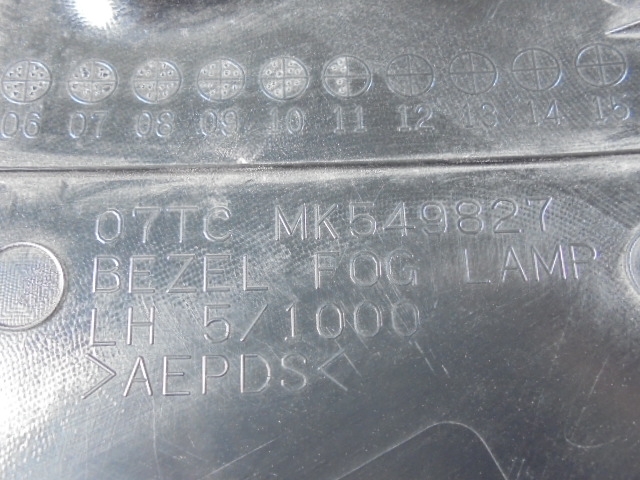 06 07 08 09 10 11 12 13 14 15
07TC MK549827
BEZEL FOG LAMP
LH 5/1000
>AEPDS<